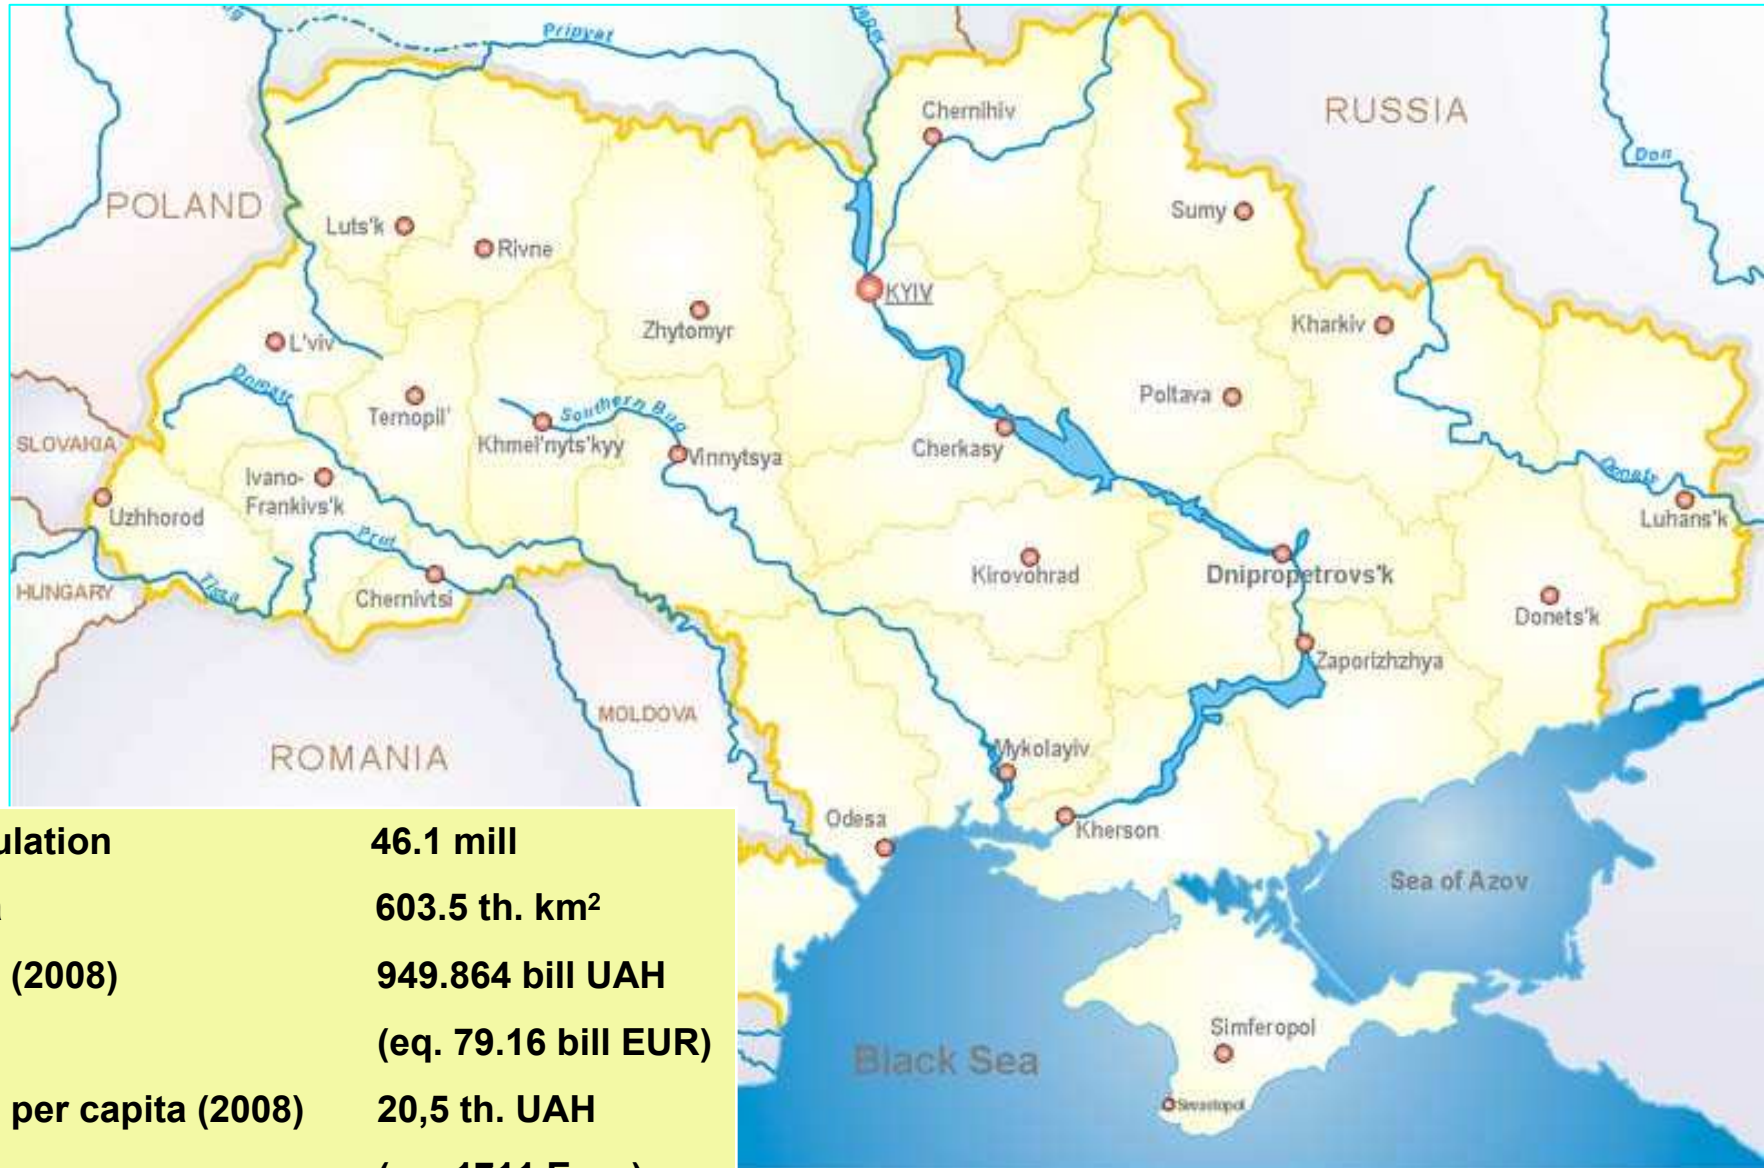 Pripyat
Chernihiv
RUSSIA
Don
POLAND
Luts'k
Rivne
Sumy
KYIV
Zhytomyr
Kharkiv
L'viv
Dnipstr
Ternopil'
Southern Bug
Poltava
SLOVAKIA
Khmel'nyts'kyy
Vinnytsya
Cherkasy
Ivano-
Frankivs'k
Uzhhorod
Luhans'k
Prut
HUNGARY
Tisza
Chernivtsi
Kirovohrad
Dnipropetrovs'k
Donets'k
Zaporizhzhya
MOLDOVA
ROMANIA
Mykolayiv
Odesa
Kherson
Sea of Azov
Black Sea
Simferopol
Sevastopol
ulation 46.1 mill
603.5 th. km²
(2008) 949.864 bill UAH
(eq. 79.16 bill EUR)
per capita (2008) 20,5 th. UAH